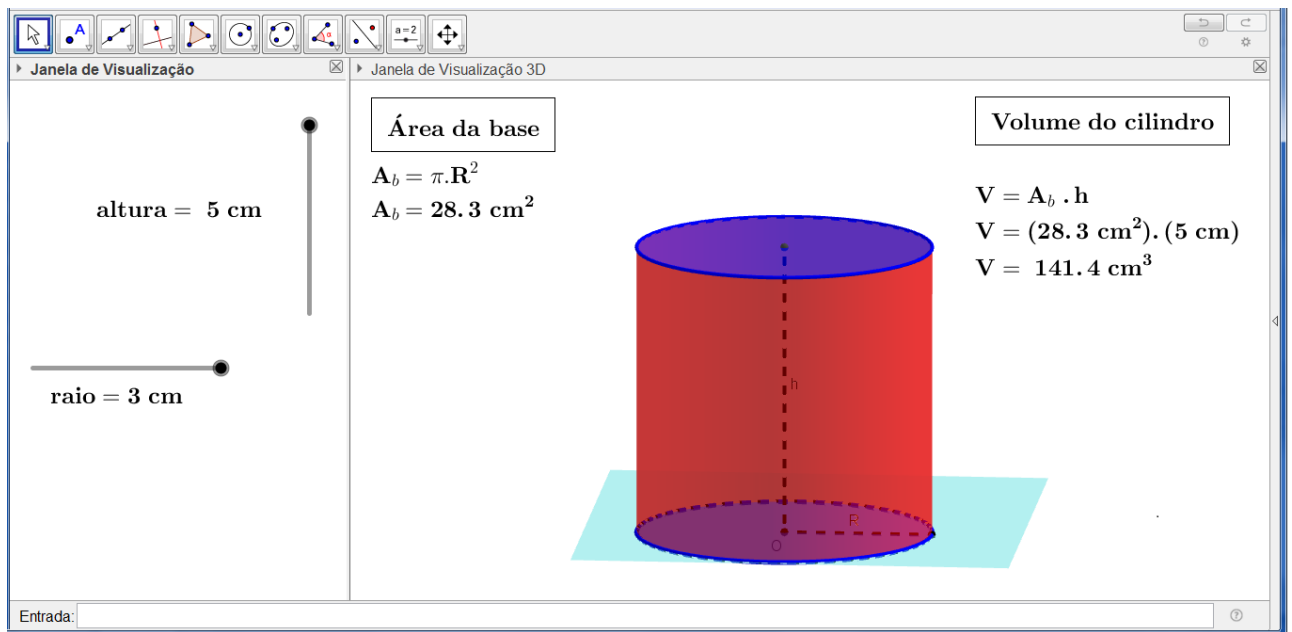 A
α
a=2
Janela de Visualização
Janela de Visualização 3D
altura = 5 cm
raio = 3 cm
Área da base
A_b = π.R²
A_b = 28.3 cm²
h
R
O
Volume do cilindro
V = A_b . h
V = (28.3 cm²).(5 cm)
V = 141.4 cm³
Entrada: